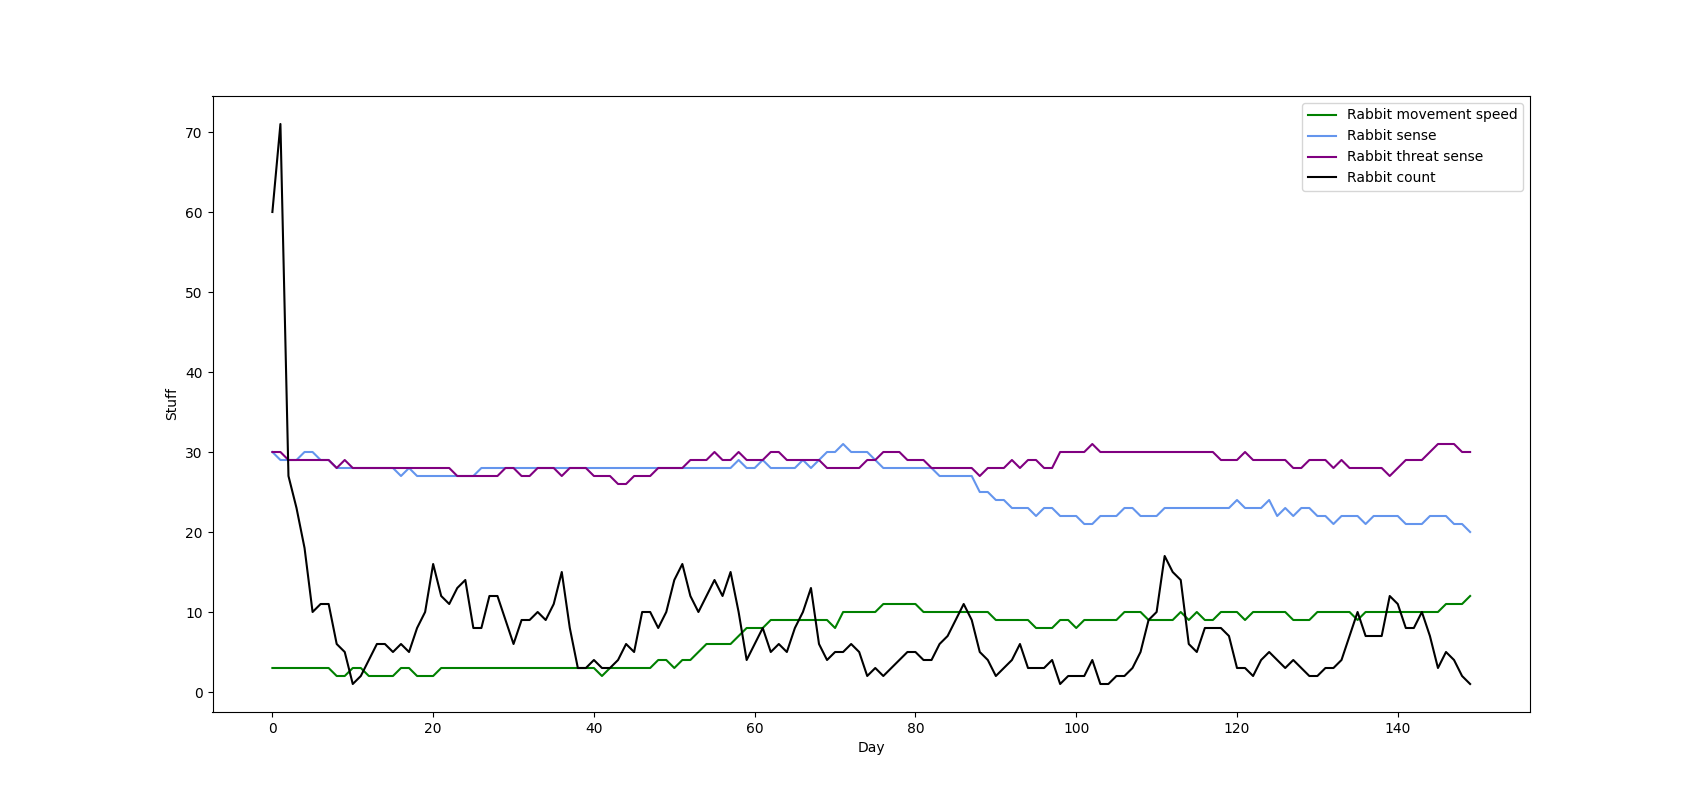 Rabbit movement speed
Rabbit sense
Rabbit threat sense
Rabbit count
70
60
50
40
30
20
10
0
Stuff
0 20 40 60 80 100 120 140
Day